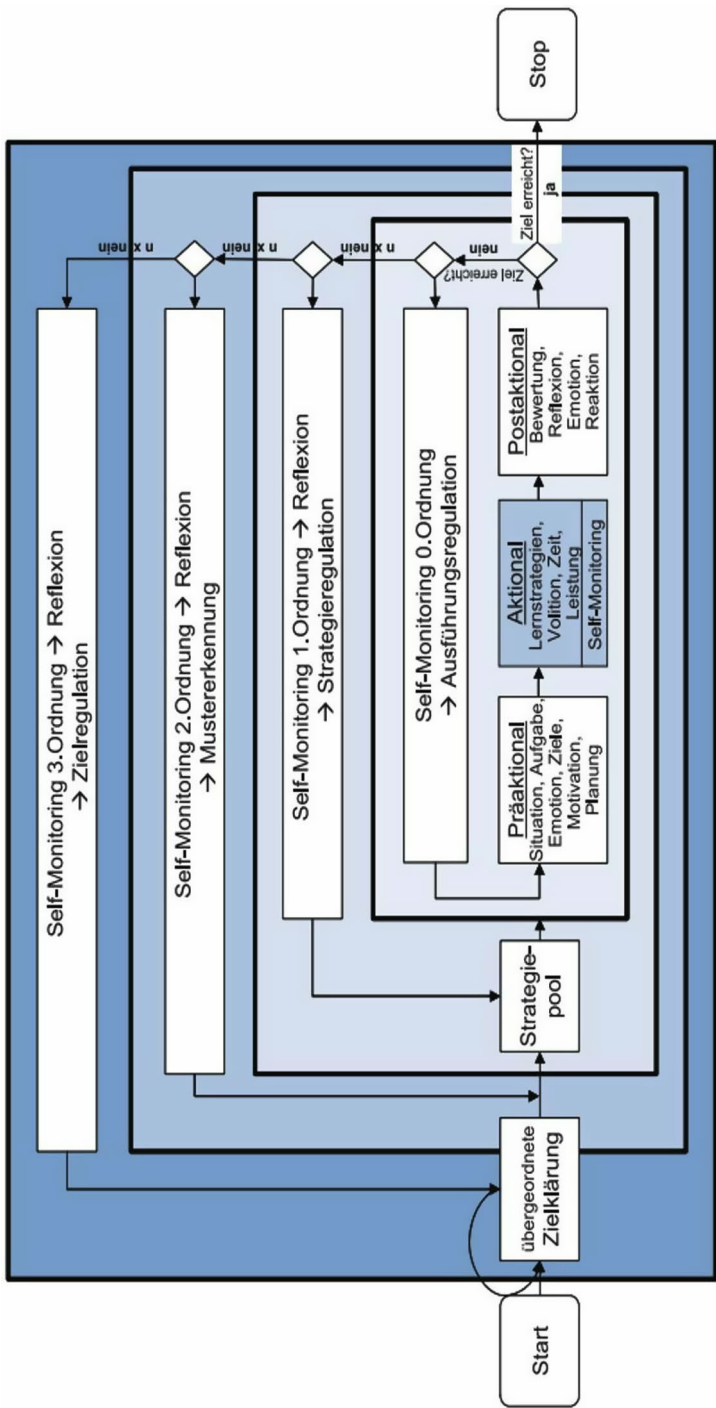 Self-Monitoring 3.Ordnung → Reflexion
→ Zielregulation
n x nein
Self-Monitoring 2.Ordnung → Reflexion
→ Mustererkennung
n x nein
Self-Monitoring 1.Ordnung → Reflexion
→ Strategieregulation
n x nein
Self-Monitoring 0.Ordnung
→ Ausführungsregulation
Ziel erreicht?
nein
Start
übergeordnete
Zielklärung
Strategie-
pool
Präaktional
Situation, Aufgabe,
Emotion, Ziele,
Motivation,
Planung
Aktional
Lernstrategien,
Volition, Zeit,
Leistung
Self-Monitoring
Postaktional
Bewertung,
Reflexion,
Emotion,
Reaktion
Ziel erreicht?
ja
Stop